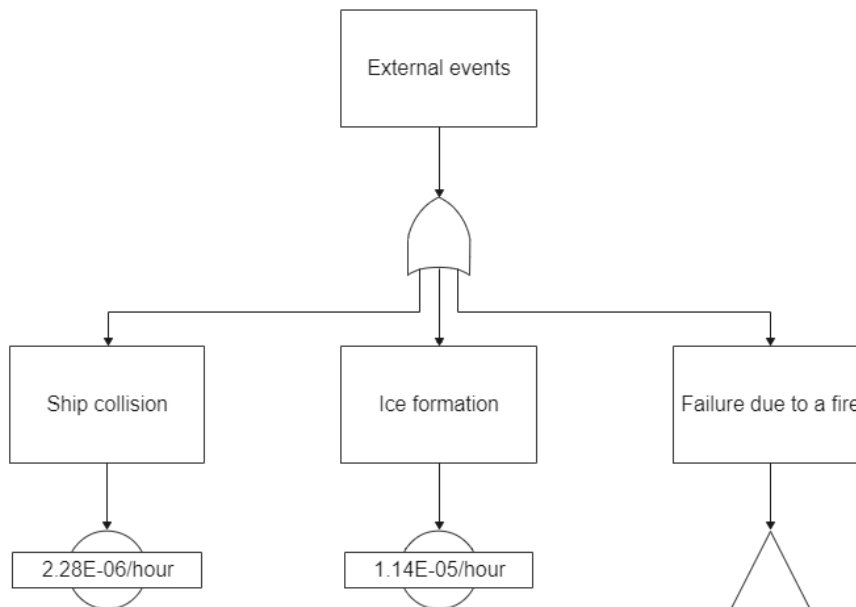 External events
Ship collision
Ice formation
Failure due to a fire
2.28E-06/hour
1.14E-05/hour